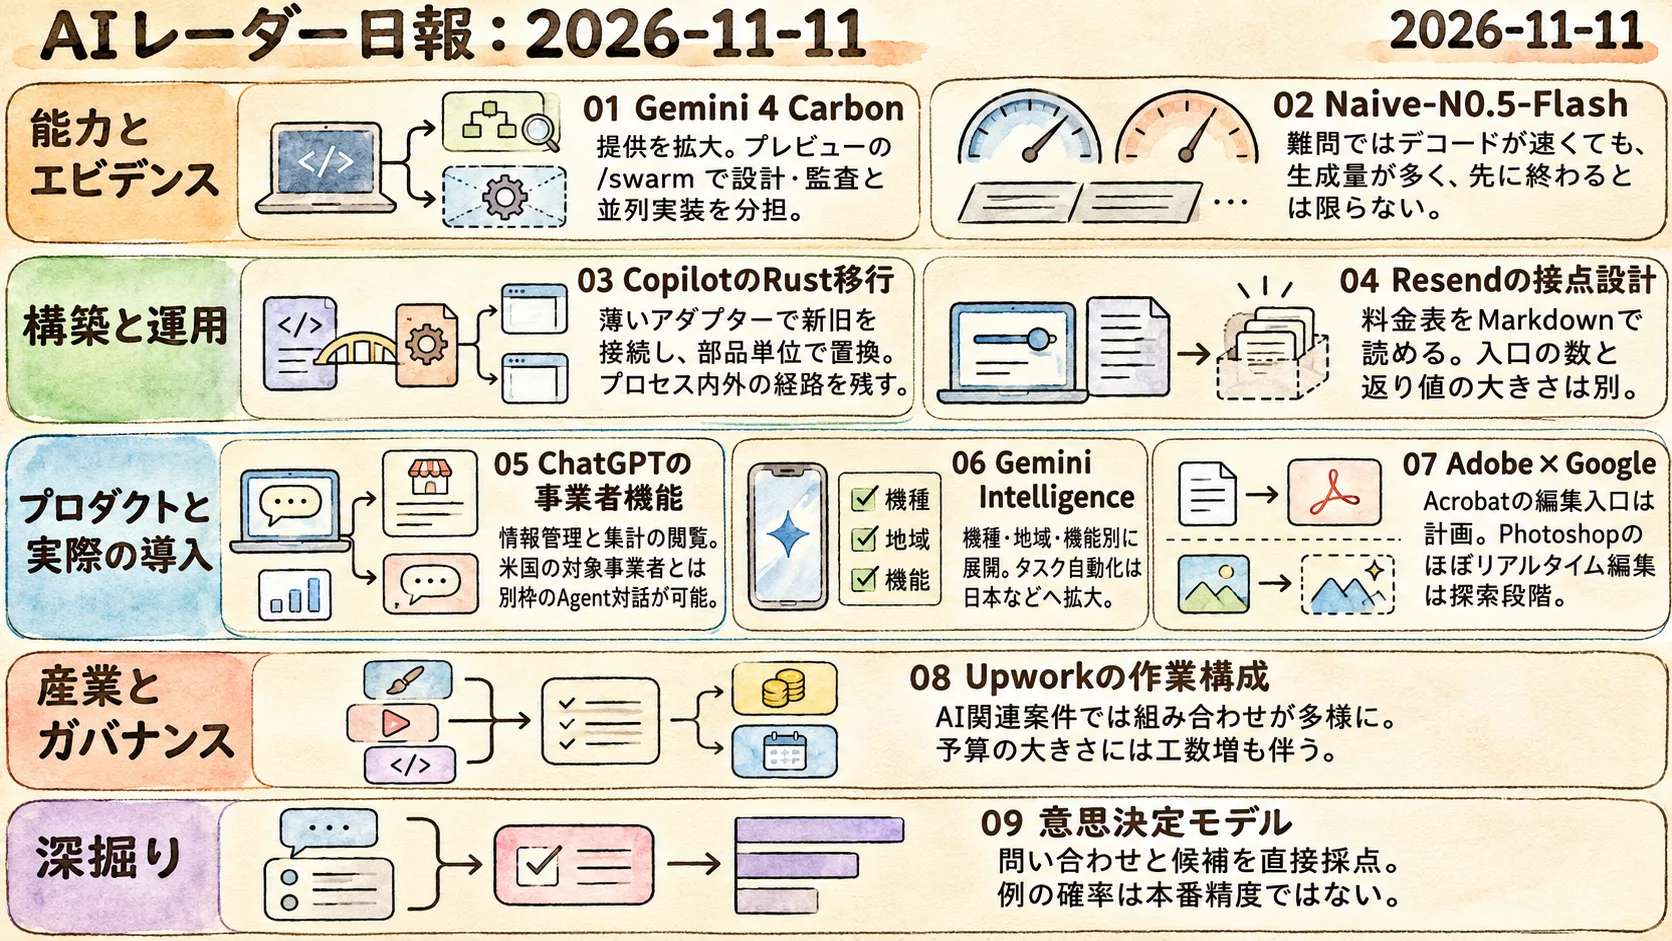 AIレーダー日報：2026-11-11
2026-11-11
能力と
エビデンス
01 Gemini 4 Carbon
提供を拡大。プレビューの
/swarm で設計・監査と
並列実装を分担。
02 Naive-N0.5-Flash
難問ではデコードが速くても、
生成量が多く、先に終わると
は限らない。
構築と運用
03 CopilotのRust移行
薄いアダプターで新旧を
接続し、部品単位で置換。
プロセス内外の経路を残す。
04 Resendの接点設計
料金表をMarkdownで
読める。入口の数と
返り値の大きさは別。
プロダクトと
実際の導入
05 ChatGPTの
事業者機能
情報管理と集計の閲覧。
米国の対象事業者とは
別枠のAgent対話が可能。
機種
地域
機能
06 Gemini
Intelligence
機種・地域・機能別に
展開。タスク自動化は
日本などへ拡大。
07 Adobe×Google
Acrobatの編集入口は
計画。Photoshopの
ほぼリアルタイム編集
は探索段階。
産業と
ガバナンス
</>
08 Upworkの作業構成
AI関連案件では組み合わせが多様に。
予算の大きさには工数増も伴う。
深掘り
09 意思決定モデル
問い合わせと候補を直接採点。
例の確率は本番精度ではない。